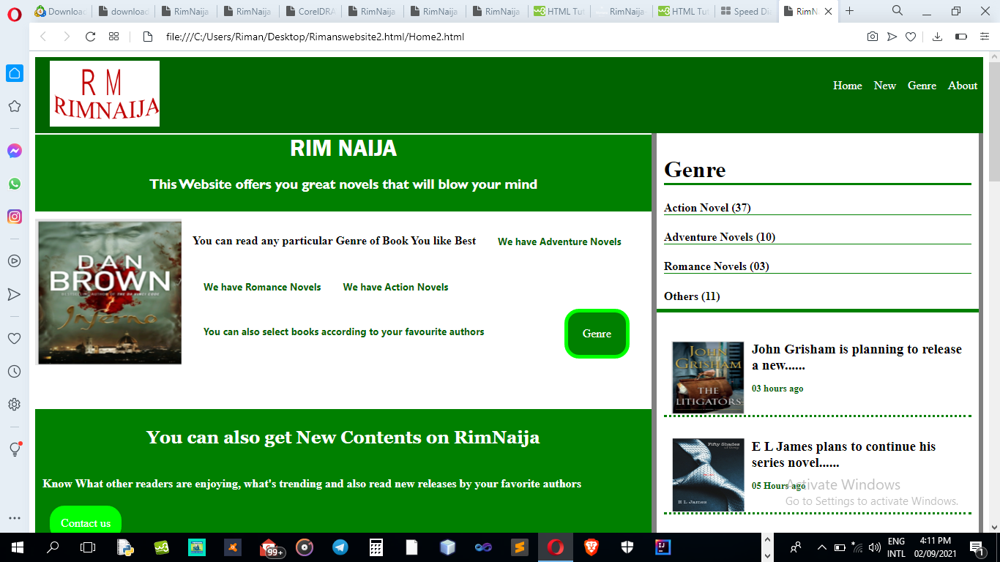 Download
download
RimNaija
RimNaija
CorelDRA
RimNaija
RimNaija
RimNaija
HTML Tut
RimNaija-
HTML Tut
Speed Di
RimN
file:///C:/Users/Riman/Desktop/Rimanswebsite2.html/Home2.html
R M
RIMNAIJA
Home New Genre About
RIM NAIJA
This Website offers you great novels that will blow your mind
DAN
BROWN
BESTSELLING AUTHOR OF THE DA VINCI CODE
Inferno
You can read any particular Genre of Book You like Best
We have Adventure Novels
We have Romance Novels
We have Action Novels
You can also select books according to your favourite authors
Genre
You can also get New Contents on RimNaija
Know What other readers are enjoying, what's trending and also read new releases by your favorite authors
Contact us
Genre
Action Novel (37)
Adventure Novels (10)
Romance Novels (03)
Others (11)
JOHN
GRISHAM
THE
LITIGATORS
John Grisham is planning to release
a new......
03 hours ago
Fifty Shades
of Grey
E L James
E L James plans to continue his
series novel......
05 Hours ago
Activate Windows
Go to Settings to activate Windows.
99+
ENG
INTL
4:11 PM
02/09/2021
1